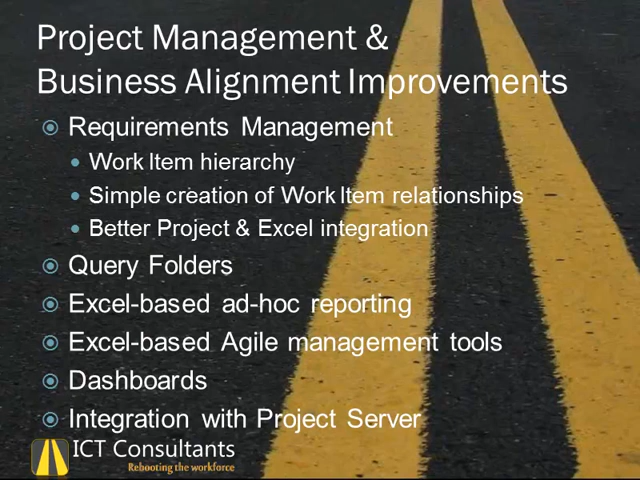 Project Management &
Business Alignment Improvements
Requirements Management
Work Item hierarchy
Simple creation of Work Item relationships
Better Project & Excel integration
Query Folders
Excel-based ad-hoc reporting
Excel-based Agile management tools
Dashboards
Integration with Project Server
ICT Consultants
Rebooting the workforce